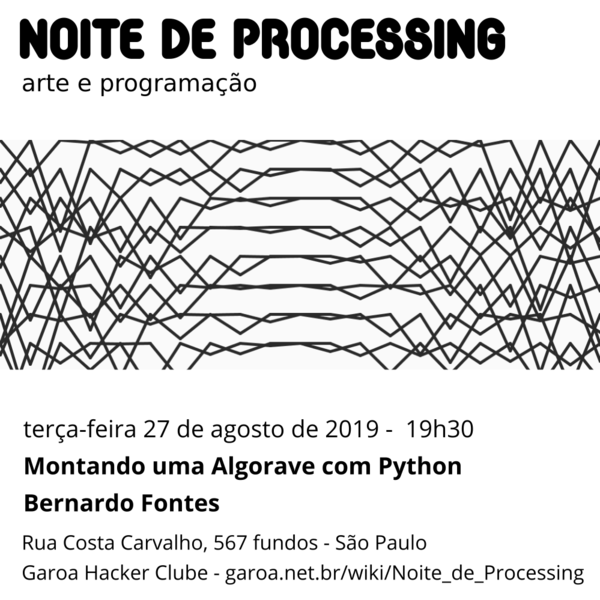 NOITE DE PROCESSING
arte e programação
terça-feira 27 de agosto de 2019 - 19h30
Montando uma Algorave com Python
Bernardo Fontes
Rua Costa Carvalho, 567 fundos - São Paulo
Garoa Hacker Clube - garoa.net.br/wiki/Noite_de_Processing